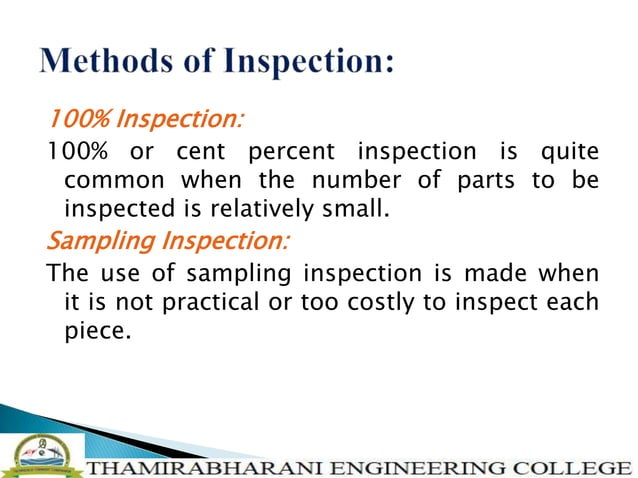 Methods of Inspection:
100% Inspection:
100% or cent percent inspection is quite
common when the number of parts to be
inspected is relatively small.
Sampling Inspection:
The use of sampling inspection is made when
it is not practical or too costly to inspect each
piece.
THAMIRABHARANI ENGINEERING COLLEGE